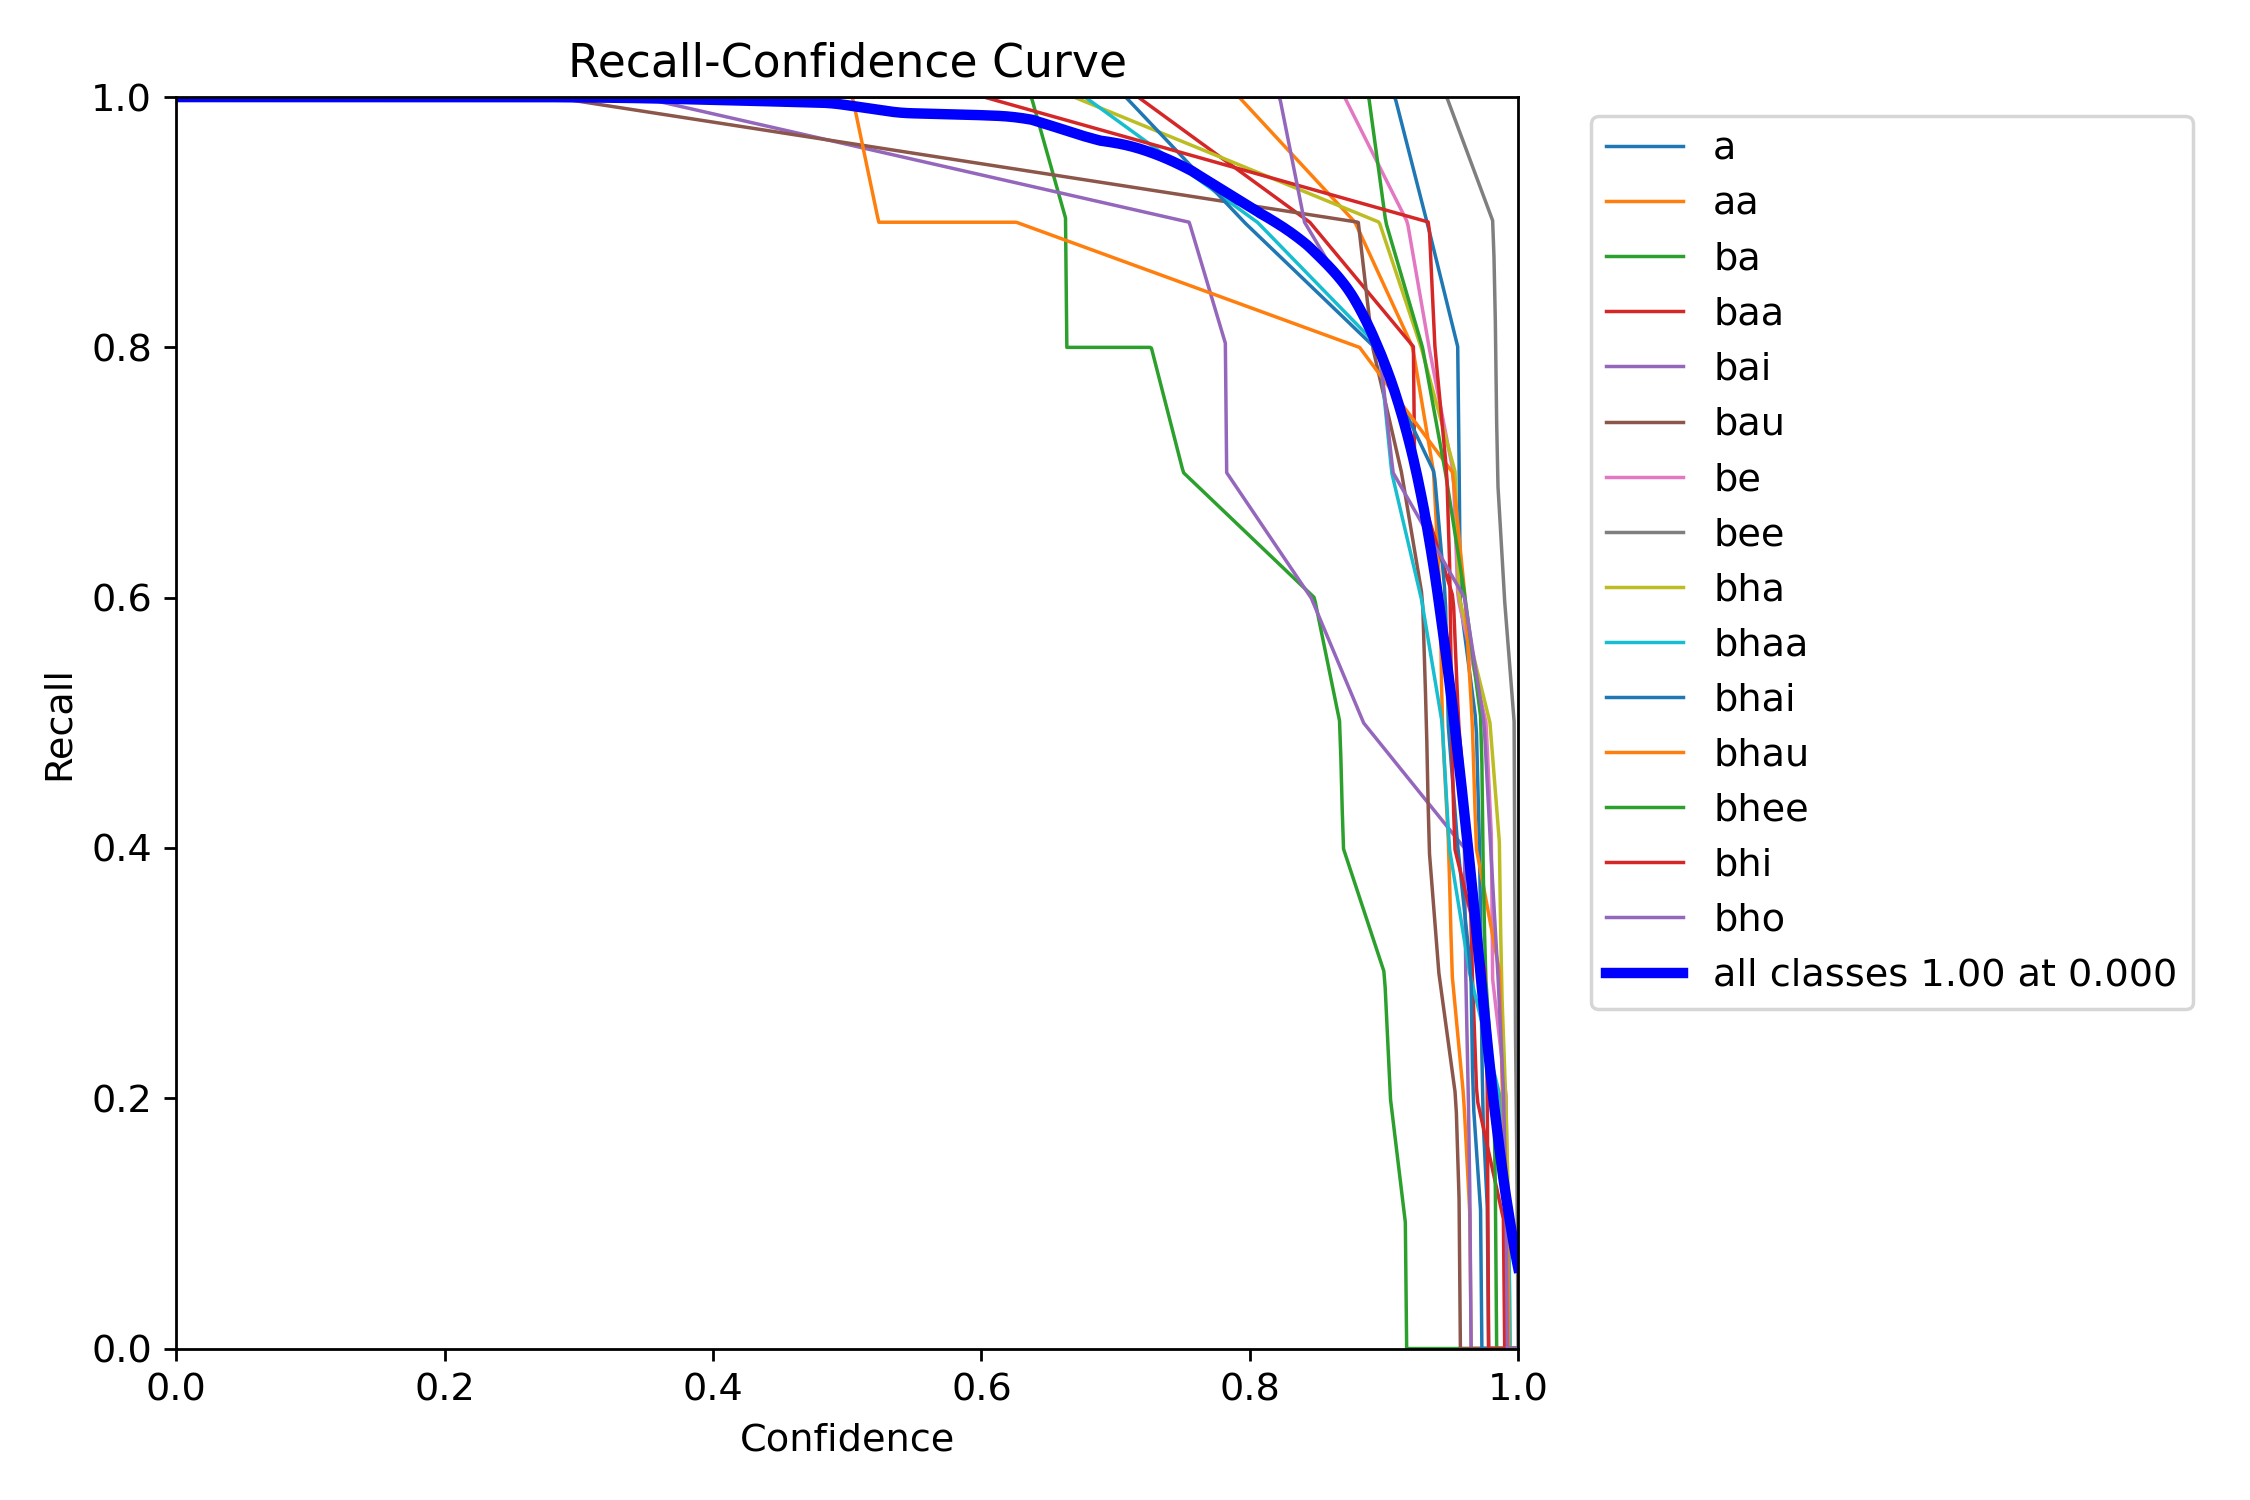 Recall-Confidence Curve
1.0
0.8
0.6
0.4
0.2
0.0
Recall
0.0 0.2 0.4 0.6 0.8 1.0
Confidence
a
aa
ba
baa
bai
bau
be
bee
bha
bhaa
bhai
bhau
bhee
bhi
bho
all classes 1.00 at 0.000